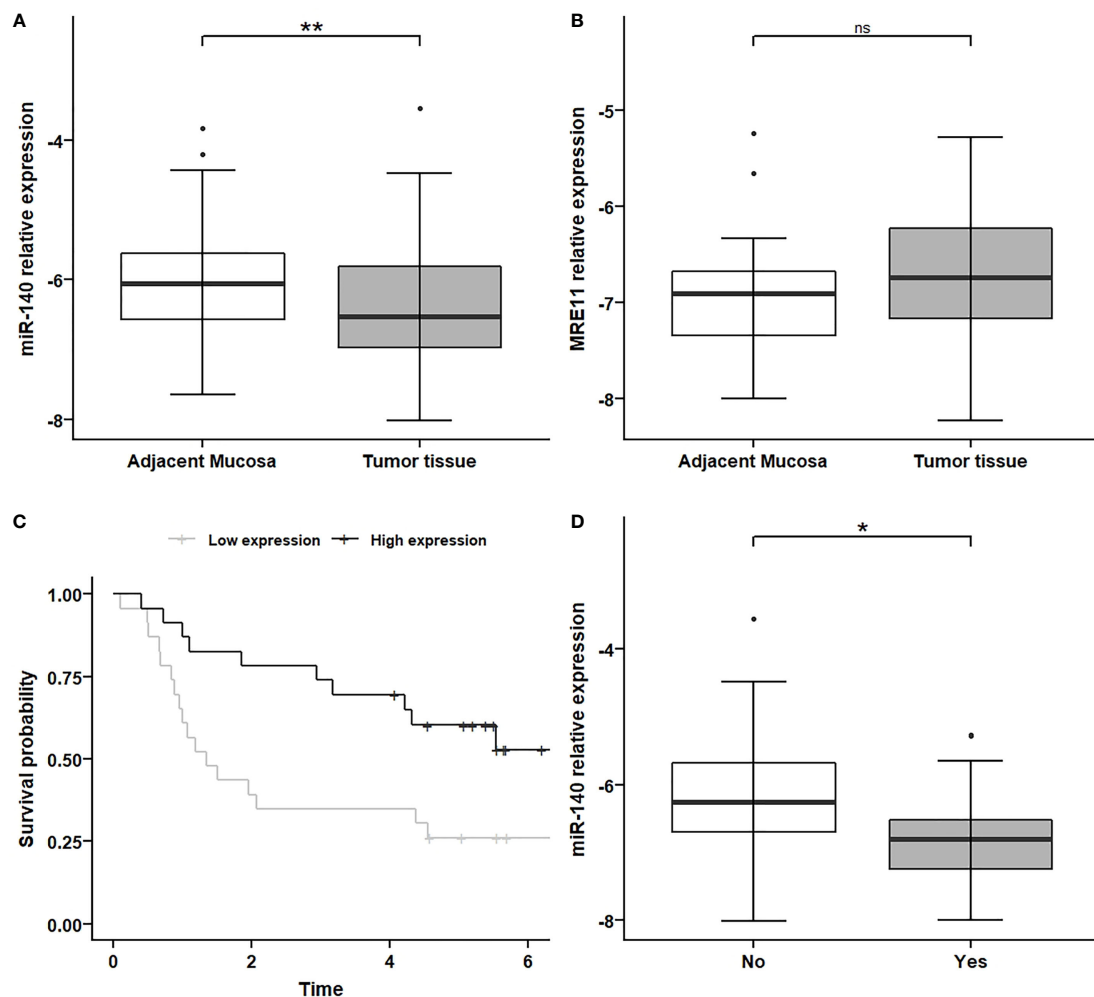 A
**
miR-140 relative expression
-4
-6
-8
Adjacent Mucosa
Tumor tissue
B
ns
MRE11 relative expression
-5
-6
-7
-8
Adjacent Mucosa
Tumor tissue
C
Low expression
High expression
Survival probability
1.00
0.75
0.50
0.25
0.00
0
2
4
6
Time
D
*
miR-140 relative expression
-4
-6
-8
No
Yes